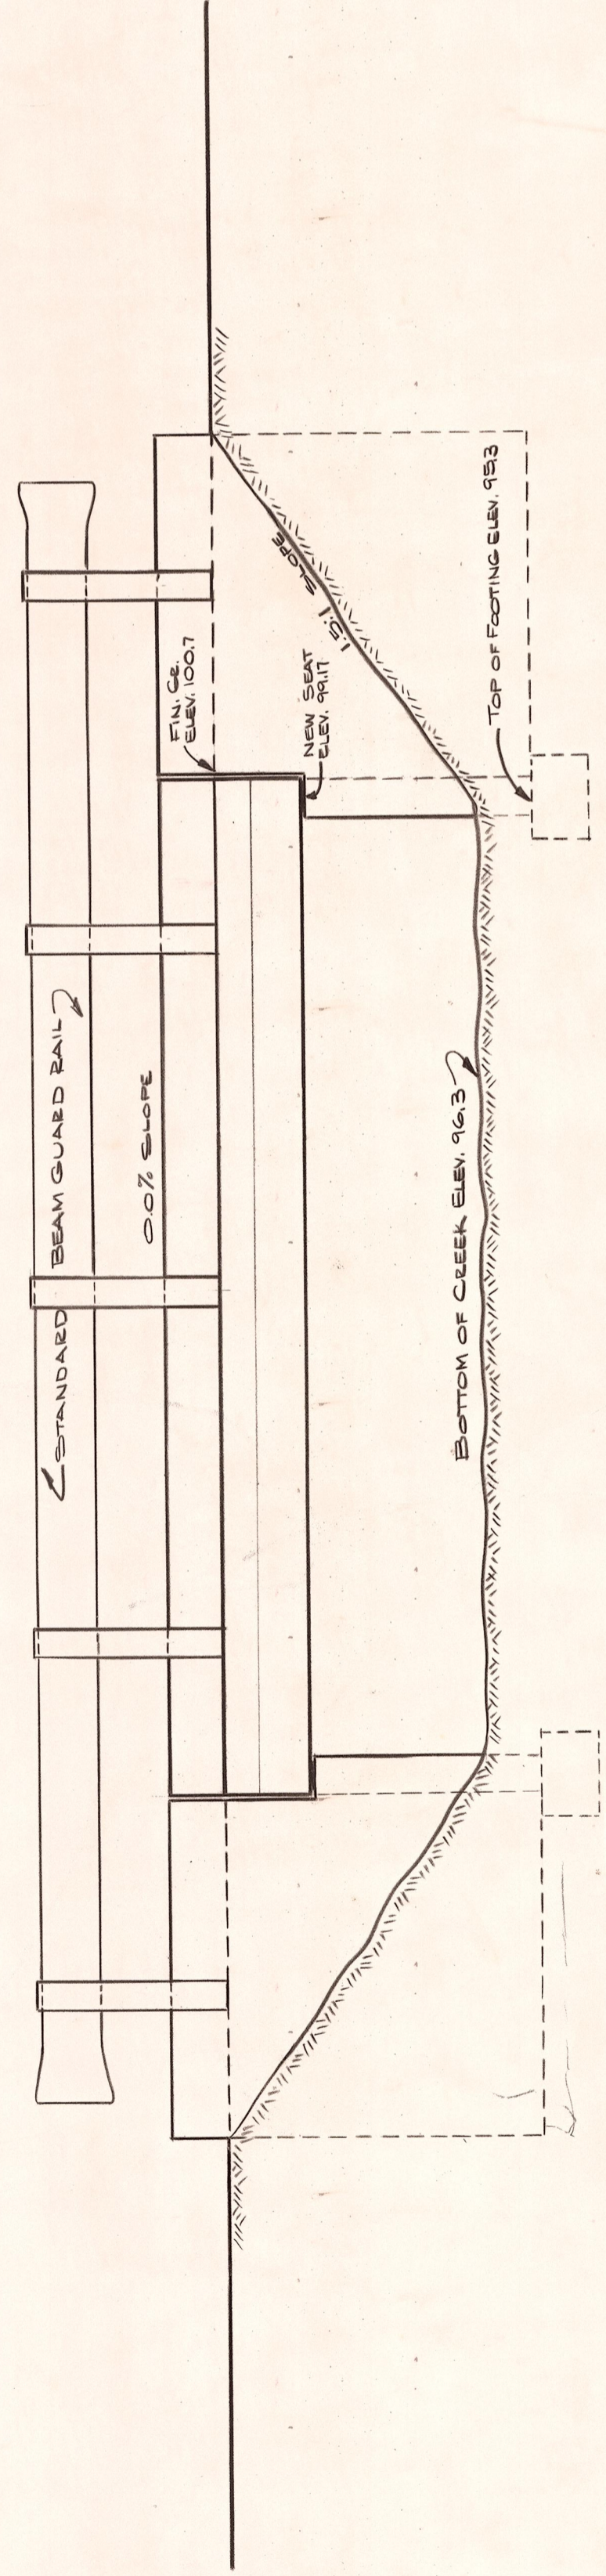 STANDARD BEAM GUARD RAIL
0.0% SLOPE
FIN. GR.
ELEV. 100.7
NEW SEAT
ELEV. 99.17
1.5:1 SLOPE
TOP OF FOOTING ELEV. 95.3
BOTTOM OF CREEK ELEV. 96.3